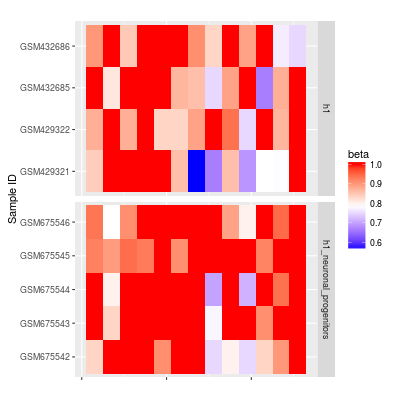 GSM432686
GSM432685
GSM429322
GSM429321
h1
GSM675546
GSM675545
GSM675544
GSM675543
GSM675542
h1_neuronal_progenitors
Sample ID
beta
1.0
0.9
0.8
0.7
0.6